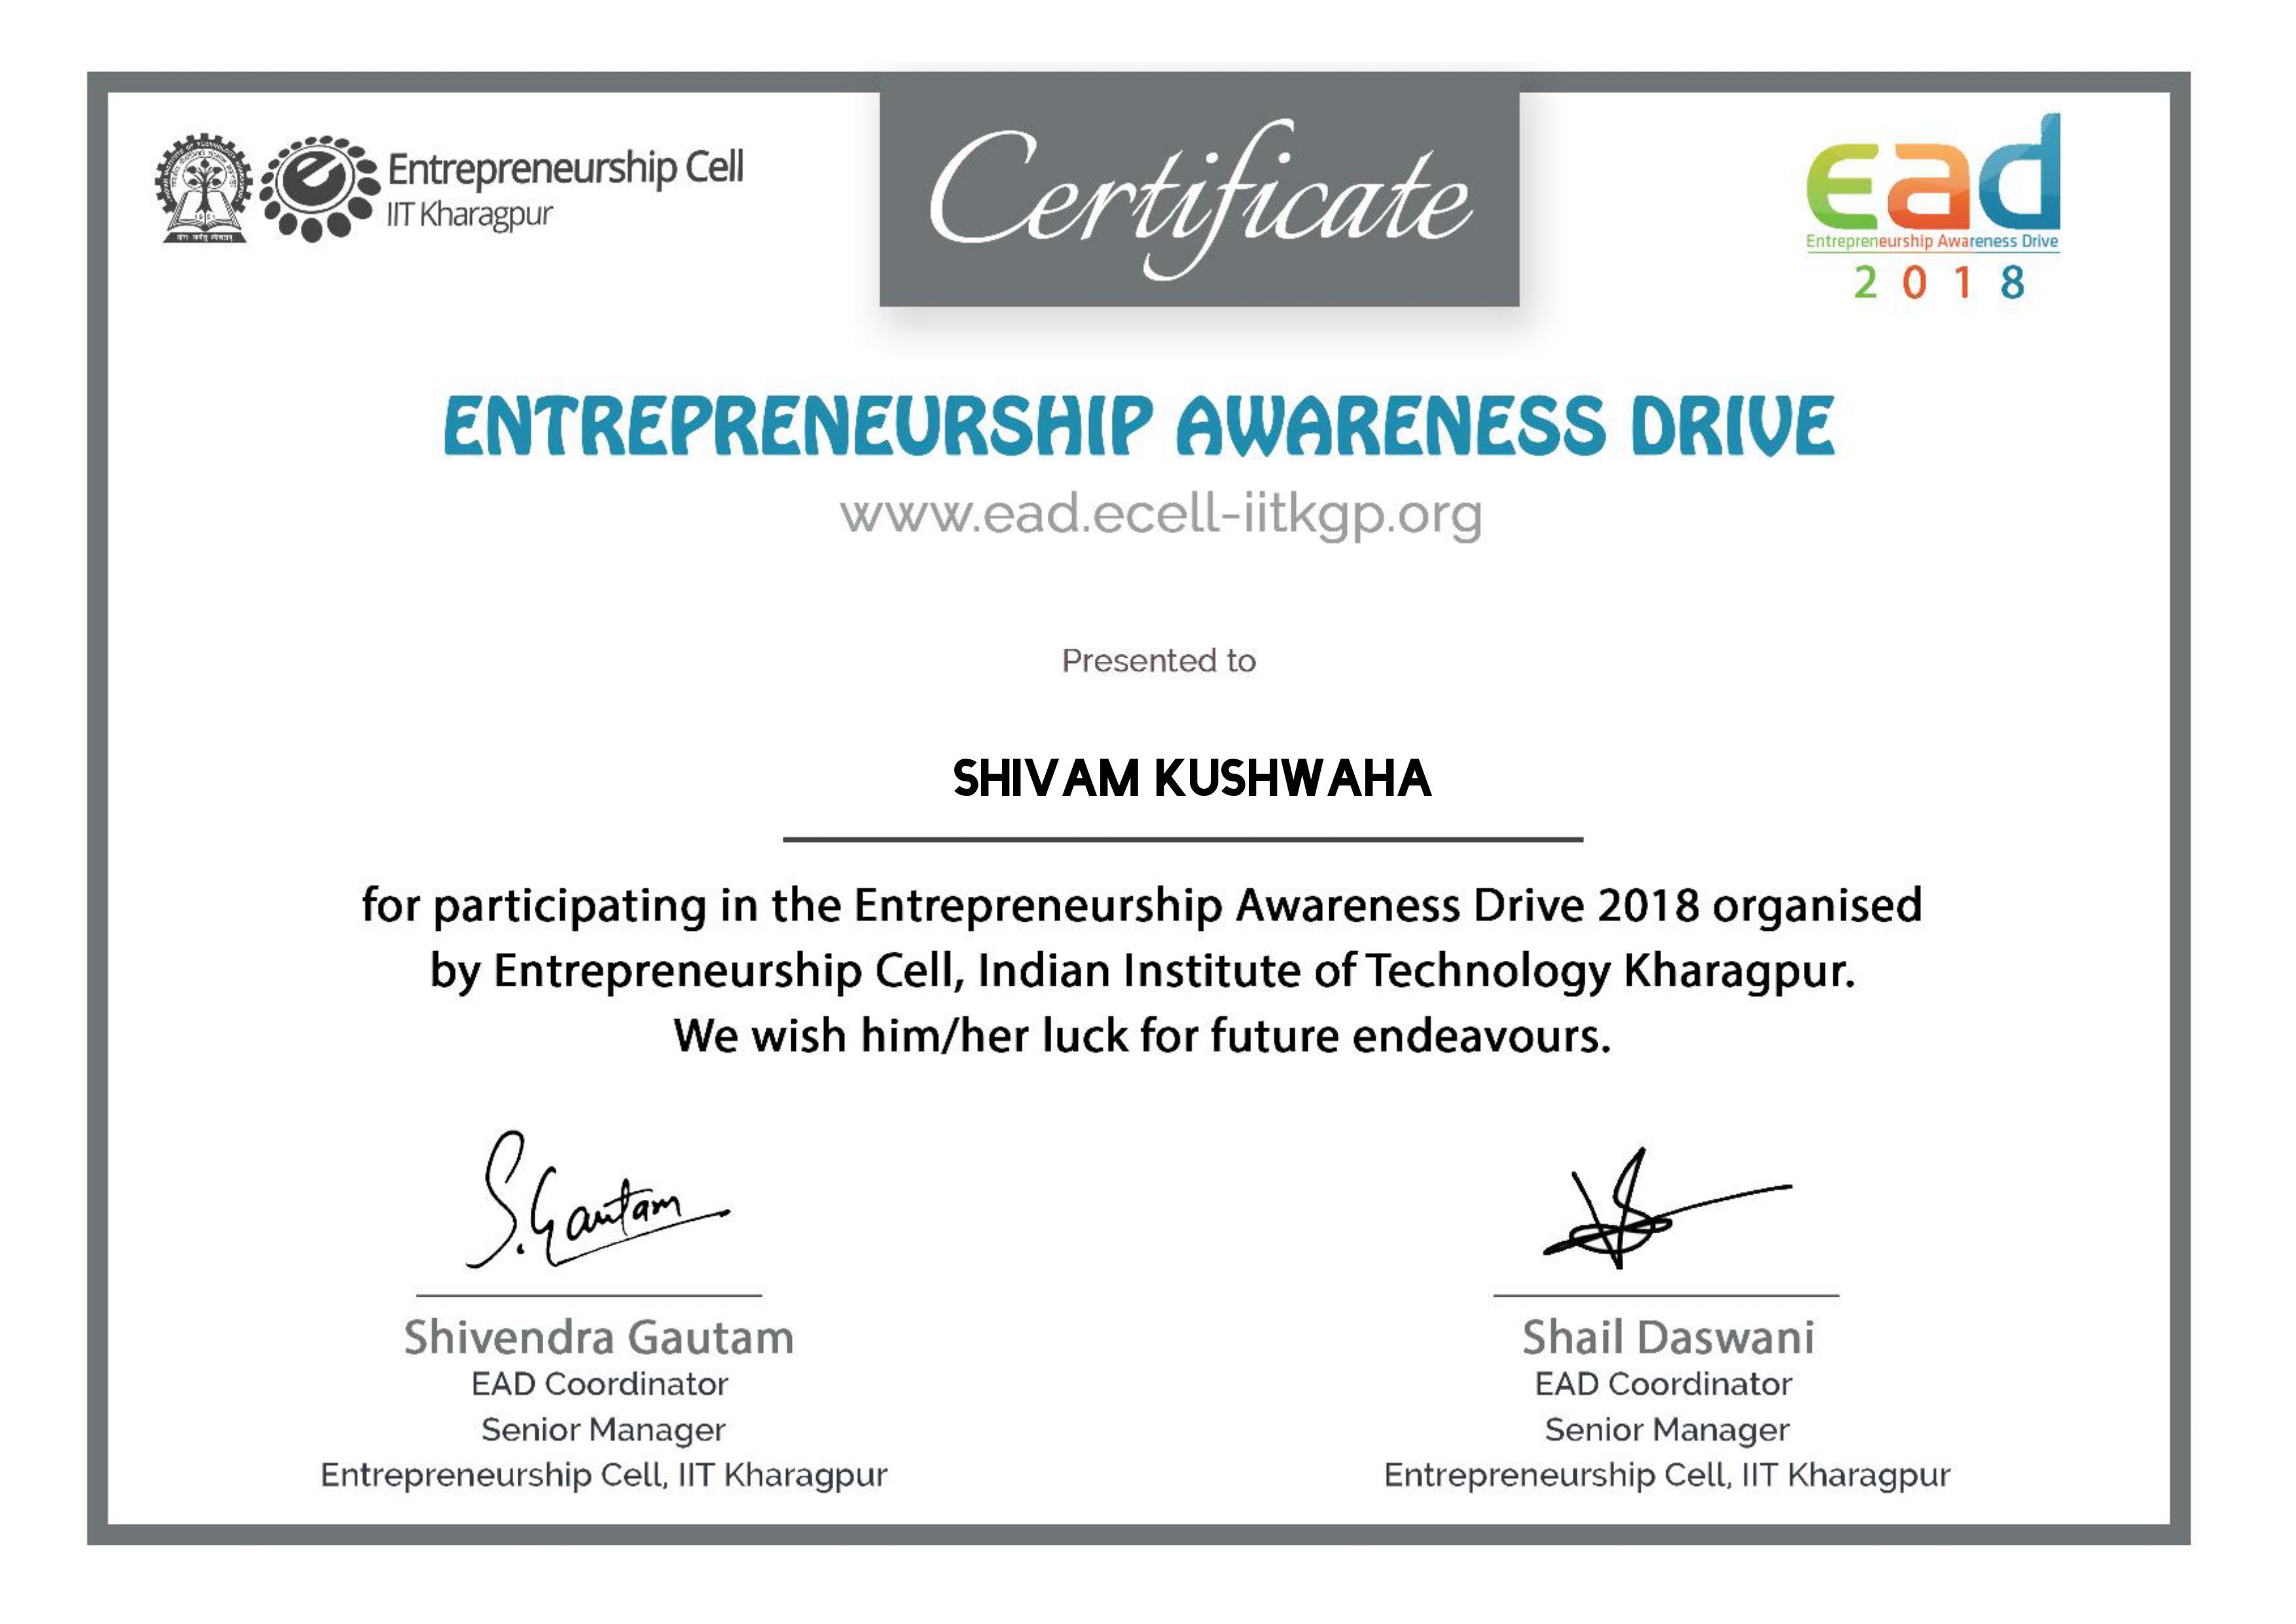 Entrepreneurship Cell
IIT Kharagpur
Certificate
ead
Entrepreneurship Awareness Drive
2018
ENTREPRENEURSHIP AWARENESS DRIVE
www.ead.ecell-iitkgp.org
Presented to
SHIVAM KUSHWAHA
for participating in the Entrepreneurship Awareness Drive 2018 organised
by Entrepreneurship Cell, Indian Institute of Technology Kharagpur.
We wish him/her luck for future endeavours.
S. Gautam
Shivendra Gautam
EAD Coordinator
Senior Manager
Entrepreneurship Cell, IIT Kharagpur
Shail Daswani
EAD Coordinator
Senior Manager
Entrepreneurship Cell, IIT Kharagpur